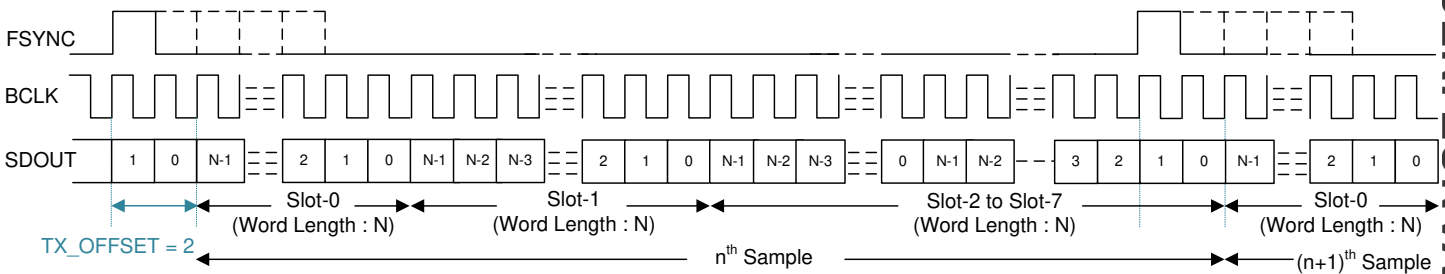 FSYNC
BCLK
SDOUT 1 0 N-1 2 1 0 N-1 N-2 N-3 2 1 0 N-1 N-2 N-3 0 N-1 N-2 3 2 1 0 N-1 2 1 0
Slot-0 Slot-1 Slot-2 to Slot-7 Slot-0
(Word Length : N) (Word Length : N) (Word Length : N) (Word Length : N)
TX_OFFSET = 2
nth Sample (n+1)th Sample